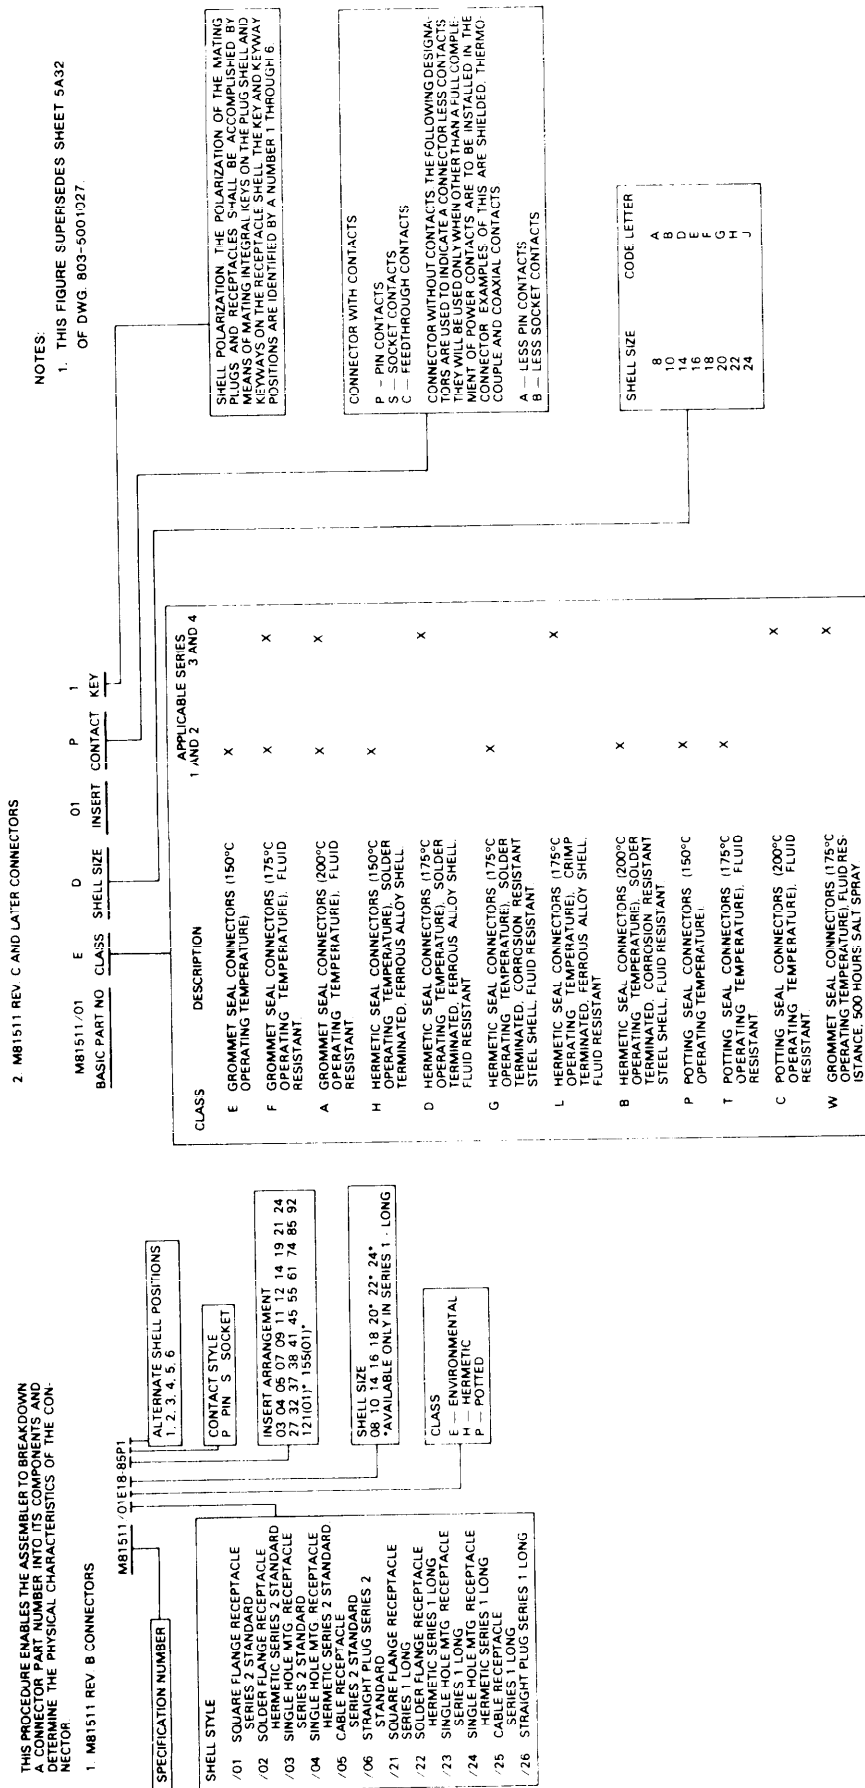 THIS PROCEDURE ENABLES THE ASSEMBLER TO BREAKDOWN
A CONNECTOR PART NUMBER INTO ITS COMPONENTS AND
DETERMINE THE PHYSICAL CHARACTERISTICS OF THE CON-
NECTOR
1. M81511 REV. B CONNECTORS
M81511/01E18-85P1
SPECIFICATION NUMBER
SHELL STYLE
/01 SQUARE FLANGE RECEPTACLE
SERIES 2 STANDARD
/02 SOLDER FLANGE RECEPTACLE
HERMETIC SERIES 2 STANDARD
/03 SINGLE HOLE MTG. RECEPTACLE
SERIES 2 STANDARD
/04 SINGLE HOLE MTG. RECEPTACLE
HERMETIC SERIES 2 STANDARD
/05 CABLE RECEPTACLE
SERIES 2 STANDARD
/06 STRAIGHT PLUG SERIES 2
STANDARD
/21 SQUARE FLANGE RECEPTACLE
SERIES 1 LONG
/22 SOLDER FLANGE RECEPTACLE
HERMETIC SERIES 1 LONG
/23 SINGLE HOLE MTG RECEPTACLE
SERIES 1 LONG
/24 SINGLE HOLE MTG RECEPTACLE
HERMETIC SERIES 1 LONG
/25 CABLE RECEPTACLE
SERIES 1 LONG
/26 STRAIGHT PLUG SERIES 1 LONG
ALTERNATE SHELL POSITIONS
1, 2, 3, 4, 5, 6
CONTACT STYLE
P PIN S SOCKET
INSERT ARRANGEMENT
03 04 05 07 09 11 12 14 19 21 24
27 32 37 38 41 45 55 61 74 85 92
121(01)* 155(01)*
SHELL SIZE
08 10 14 16 18 20* 22* 24*
*AVAILABLE ONLY IN SERIES 1 - LONG
CLASS
E — ENVIRONMENTAL
H — HERMETIC
P — POTTED
2. M81511 REV. C AND LATER CONNECTORS
M81511/01 E D 01 P 1
BASIC PART NO CLASS SHELL SIZE INSERT CONTACT KEY
CLASS DESCRIPTION APPLICABLE SERIES
1 AND 2 3 AND 4
E GROMMET SEAL CONNECTORS (150°C X
OPERATING TEMPERATURE)
F GROMMET SEAL CONNECTORS (175°C X X
OPERATING TEMPERATURE). FLUID
RESISTANT.
A GROMMET SEAL CONNECTORS (200°C X X
OPERATING TEMPERATURE). FLUID
RESISTANT
H HERMETIC SEAL CONNECTORS (150°C X
OPERATING TEMPERATURE). SOLDER
TERMINATED, FERROUS ALLOY SHELL.
D HERMETIC SEAL CONNECTORS (175°C X
OPERATING TEMPERATURE). SOLDER
TERMINATED, FERROUS ALLOY SHELL.
FLUID RESISTANT
G HERMETIC SEAL CONNECTORS (175°C X
OPERATING TEMPERATURE). SOLDER
TERMINATED, CORROSION RESISTANT
STEEL SHELL, FLUID RESISTANT
L HERMETIC SEAL CONNECTORS (175°C X
OPERATING TEMPERATURE), CRIMP
TERMINATED, FERROUS ALLOY SHELL.
FLUID RESISTANT
B HERMETIC SEAL CONNECTORS (200°C X
OPERATING TEMPERATURE). SOLDER
TERMINATED CORROSION RESISTANT
STEEL SHELL, FLUID RESISTANT
P POTTING SEAL CONNECTORS (150°C X
OPERATING TEMPERATURE).
T POTTING SEAL CONNECTORS (175°C X
OPERATING TEMPERATURE). FLUID
RESISTANT
C POTTING SEAL CONNECTORS (200°C X
OPERATING TEMPERATURE). FLUID
RESISTANT.
W GROMMET SEAL CONNECTORS (175°C X
OPERATING TEMPERATURE), FLUID RES-
ISTANCE, 500 HOURS, SALT SPRAY
NOTES:
1. THIS FIGURE SUPERSEDES SHEET 5A32
OF DWG. 803-5001027.
SHELL POLARIZATION THE POLARIZATION OF THE MATING
PLUGS AND RECEPTACLES SHALL BE ACCOMPLISHED BY
MEANS OF MATING INTEGRAL KEYS ON THE PLUG SHELL AND
KEYWAYS ON THE RECEPTACLE SHELL THE KEY AND KEYWAY
POSITIONS ARE IDENTIFIED BY A NUMBER 1 THROUGH 6.
CONNECTOR WITH CONTACTS
P – PIN CONTACTS
S — SOCKET CONTACTS
C — FEEDTHROUGH CONTACTS
CONNECTOR WITHOUT CONTACTS THE FOLLOWING DESIGNA-
TORS ARE USED TO INDICATE A CONNECTOR LESS CONTACTS
THEY WILL BE USED ONLY WHEN OTHER THAN A FULL COMPLE-
MENT OF POWER CONTACTS ARE TO BE INSTALLED IN THE
CONNECTOR EXAMPLES OF THIS ARE SHIELDED, THERMO-
COUPLE AND COAXIAL CONTACTS
A — LESS PIN CONTACTS
B — LESS SOCKET CONTACTS
SHELL SIZE CODE LETTER
8 A
10 B
14 D
16 E
18 F
20 G
22 H
24 J